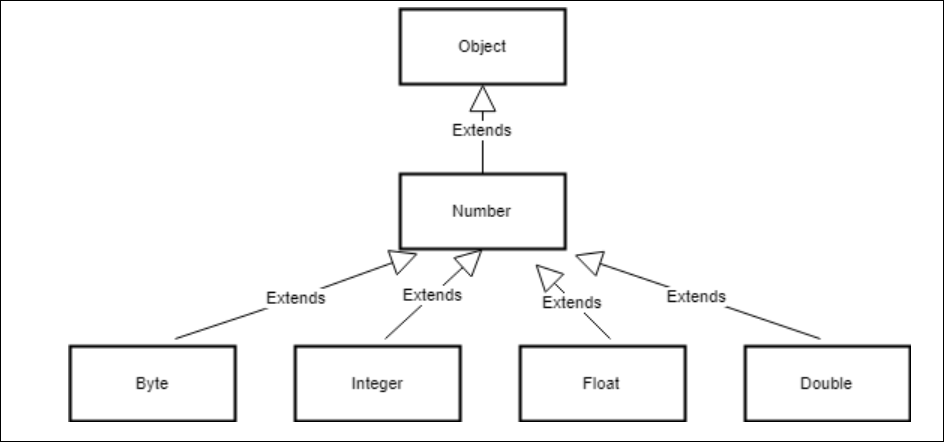 Object
Extends
Number
Extends
Extends
Extends
Extends
Byte
Integer
Float
Double